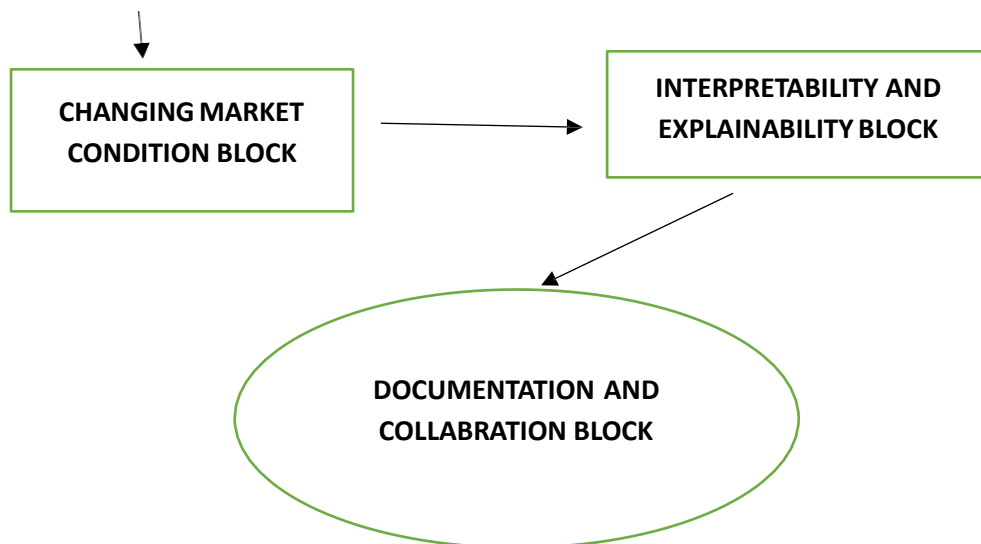 CHANGING MARKET
CONDITION BLOCK
INTERPRETABILITY AND
EXPLAINABILITY BLOCK
DOCUMENTATION AND
COLLABRATION BLOCK